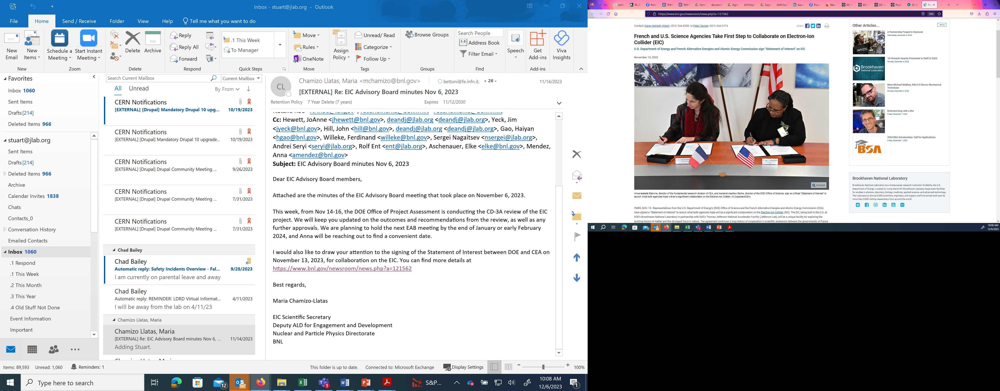 Inbox - stuart@jlab.org - Outlook
File
Home
Send / Receive
Folder
View
Help
Tell me what you want to do
New Email
New Items
New
Schedule a Meeting
Start Instant Meeting
Zoom
Delete
Archive
Delete
Reply
Reply All
Forward
Respond
.1 This Week
To Manager
Quick Steps
Move
Rules
OneNote
Move
Assign Policy
Unread/ Read
Categorize
Follow Up
Tags
Browse Groups
Groups
Search People
Address Book
Filter Email
Find
Speech
Get Add-ins
Add-ins
Viva Insights
Favorites
Inbox 1060
Sent Items
Drafts [214]
Deleted Items 966
stuart@jlab.org
Sent Items
Drafts [214]
Deleted Items 966
Archive
Calendar Invites 1838
Chats
Contacts_0
Conversation History
Emailed Contacts
Inbox 1060
.1 Respond
.1 This Week
.2 This Month
.3 This Year
.4 Old Stuff Not Done
Event Information
Important
Search Current Mailbox
Current Mailbox
All Unread
By From
CERN Notifications
[EXTERNAL] [Drupal] Mandatory Drupal 10 upg... 10/19/2023
CERN Notifications
[EXTERNAL] [Drupal] Mandatory Drupal 10 upgrade... 10/19/2023
CERN Notifications
[EXTERNAL] [Drupal] Drupal Community Meeting ... 9/26/2023
CERN Notifications
[EXTERNAL] [Drupal] Drupal Community Meeting ... 7/31/2023
CERN Notifications
[EXTERNAL] [Drupal] Drupal Community Meeting ... 7/31/2023
Chad Bailey
Chad Bailey
Automatic reply: Safety Incidents Overview - Fal... 9/28/2023
I am currently on parental leave and away
Chad Bailey
Automatic reply: REMINDER: LDRD Virtual Informat... 4/11/2023
I will be away from the lab on 4/11/23
Chamizo Llatas, Maria
Chamizo Llatas, Maria
[EXTERNAL] Re: EIC Advisory Board minutes Nov 6, ... 11/14/2023
Adding Stuart.
CL
Chamizo Llatas, Maria <mchamizo@bnl.gov>
bettoni@fe.infn.it; + 26
11/14/2023
[EXTERNAL] Re: EIC Advisory Board minutes Nov 6, 2023
Retention Policy 7 Year Delete (7 years)
Expires 11/12/2030
Cc: Hewett, JoAnne <jhewett@bnl.gov>, deandj@jlab.org <deandj@jlab.org>, Yeck, Jim
<jyeck@bnl.gov>, Hill, John <hill@bnl.gov>, deandj@jlab.org <deandj@jlab.org>, Gao, Haiyan
<hgao@bnl.gov>, Willeke, Ferdinand <willeke@bnl.gov>, Sergei Nagaitsev <nsergei@jlab.org>,
Andrei Seryi <seryi@jlab.org>, Rolf Ent <ent@jlab.org>, Aschenauer, Elke <elke@bnl.gov>, Mendez,
Anna <amendez@bnl.gov>
Subject: EIC Advisory Board minutes Nov 6, 2023
Dear EIC Advisory Board members,
Attached are the minutes of the EIC Advisory Board meeting that took place on November 6, 2023.
This week, from Nov 14-16, the DOE Office of Project Assessment is conducting the CD-3A review of the EIC
project. We will keep you updated on the outcomes and recommendations from the review, as well as any
further approvals. We are planning to hold the next EAB meeting by the end of January or early February
2024, and Anna will be reaching out to find a convenient date.
I would also like to draw your attention to the signing of the Statement of Interest between DOE and CEA on
November 13, 2023, for collaboration on the EIC. You can find more details at
https://www.bnl.gov/newsroom/news.php?a=121562
Best regards,
Maria Chamizo-Llatas
EIC Scientific Secretary
Deputy ALD for Engagement and Development
Nuclear and Particle Physics Directorate
BNL
Items: 89,593 Unread: 1,060 Reminders: 1
This folder is up to date. Connected to: Microsoft Exchange Display Settings 100%
Type here to search
12
1
S&P...
10:08 AM
12/6/2023
1
https://www.bnl.gov/newsroom/news.php?a=121562
50%
Contact: Karen McNulty Walsh, (631) 344-8350, or Peter Genzer, (631) 344-3174
share:
French and U.S. Science Agencies Take First Step to Collaborate on Electron-Ion
Collider (EIC)
U.S. Department of Energy and French Alternative Energies and Atomic Energy Commission sign "Statement of Interest" on EIC
November 13, 2023
enlarge
Anne-Isabelle Etienvre, director of the fundamental research division of CEA, and Asmeret Asefaw Berhe, director of the DOE Office of Science, sign an official "Statement of Interest" to
launch what both agencies hope will be a significant collaboration on the Electron-Ion Collider. (X.Coppolani/CEA)
PARIS, NOV. 13—Representatives from the U.S. Department of Energy's (DOE) Office of Science and the French Alternative Energies and Atomic Energy Commission (CEA)
have signed a "Statement of Interest" to launch what both agencies hope will be a significant collaboration on the Electron-Ion Collider (EIC). The EIC, being built in the U.S. at
DOE's Brookhaven National Laboratory in partnership with DOE's Thomas Jefferson National Accelerator Facility (Jefferson Lab), will be a unique facility for exploring the
building blocks of matter and the strongest force in nature. The agreement continues a long history of cooperation in scientific endeavors between the governments of France
Other Articles...
See All
A Partnership Forged in Diamond
Wednesday, December 6, 2023
Brookhaven
National Laboratory
18 Pinnacle Awards Presented to Staff in 2022
Monday, December 4, 2023
Meet Michael Maklary, NSLS-II Electro-Mechanical
Technician
Monday, December 4, 2023
Brainstorming with a Bot
Friday, December 1, 2023
BSA
2024 BSA Scholarships: Call for Applications
Friday, December 1, 2023
Brookhaven National Laboratory
Brookhaven National Laboratory is a multipurpose research institution funded by the U.S.
Department of Energy. Located on Long Island, NY, Brookhaven operates large-scale facilities
for studies in physics, chemistry, biology, medicine, applied science, and advanced technology.
The Laboratory's almost 3,000 scientists, engineers, and support staff are joined each year by
more than 5,000 visiting researchers from around the world.
10:08 AM
12/6/2023